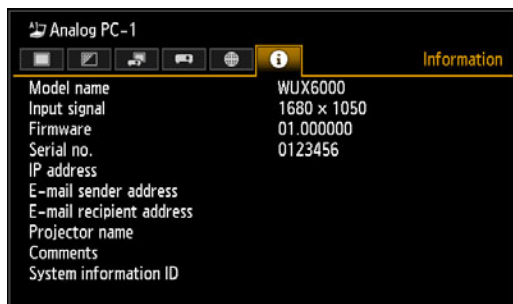 Analog PC-1
Information
Model name WUX6000
Input signal 1680 × 1050
Firmware 01.000000
Serial no. 0123456
IP address
E-mail sender address
E-mail recipient address
Projector name
Comments
System information ID